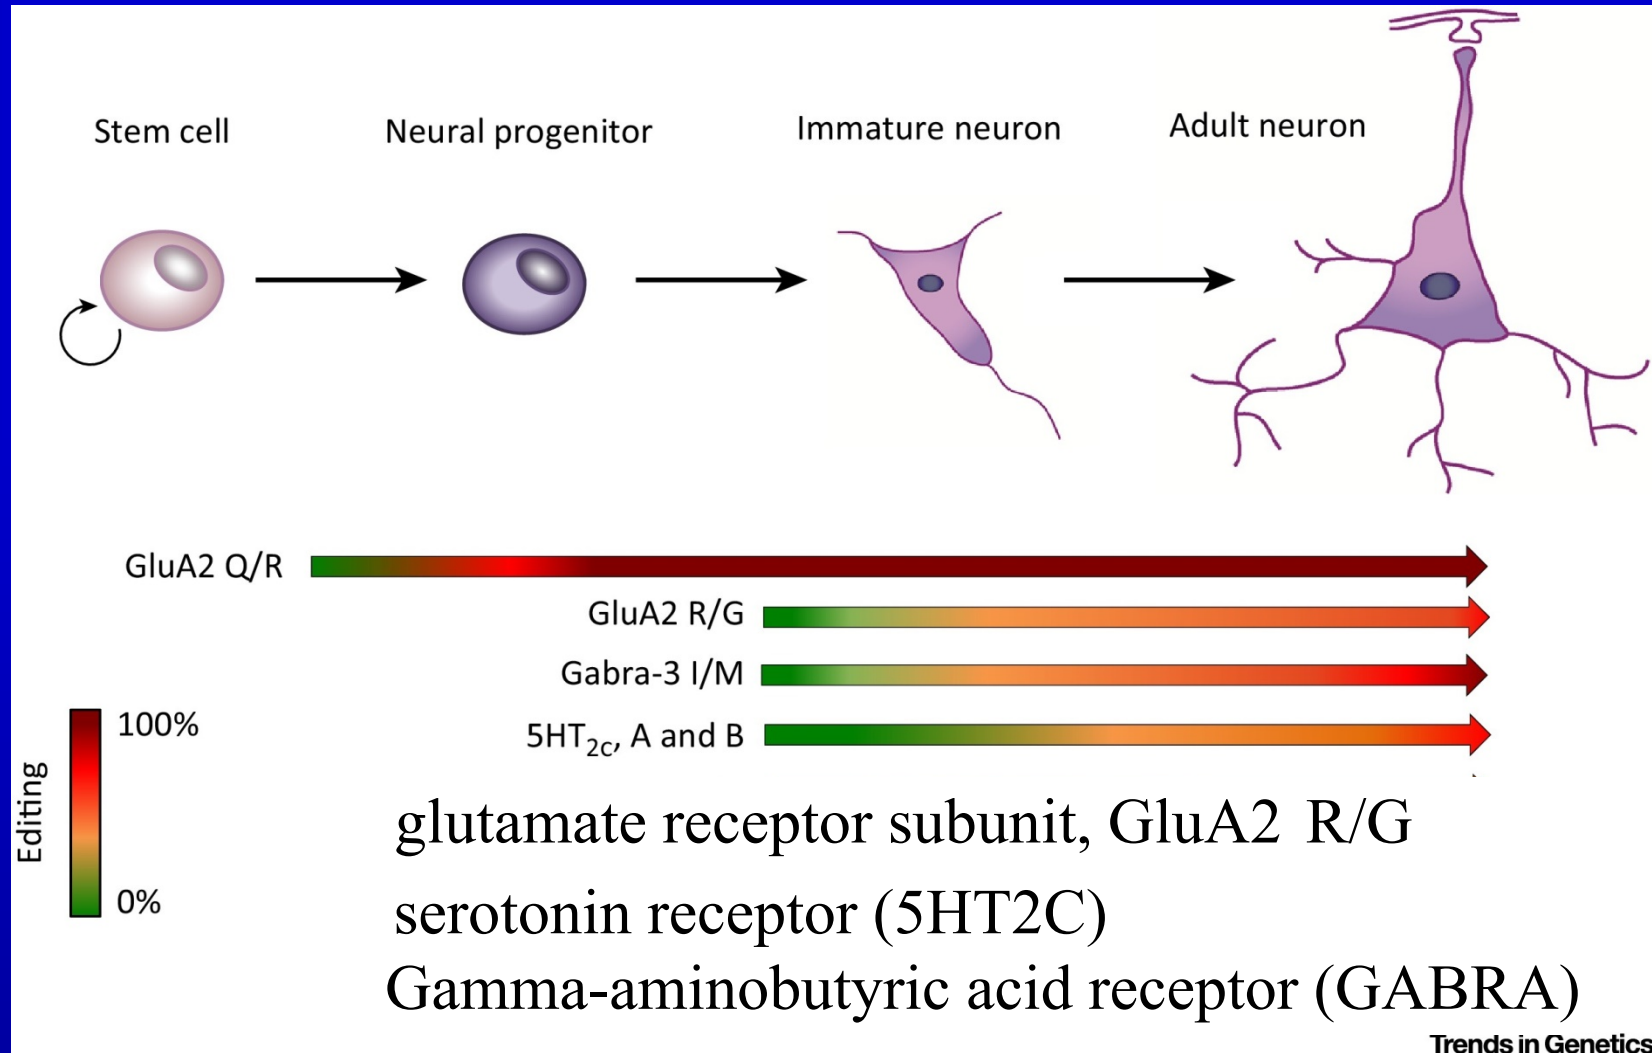 Stem cell
Neural progenitor
Immature neuron
Adult neuron
GluA2 Q/R
GluA2 R/G
Gabra-3 I/M
5HT2c, A and B
Editing
100%
0%
glutamate receptor subunit, GluA2 R/G
serotonin receptor (5HT2C)
Gamma-aminobutyric acid receptor (GABRA)
Trends in Genetics